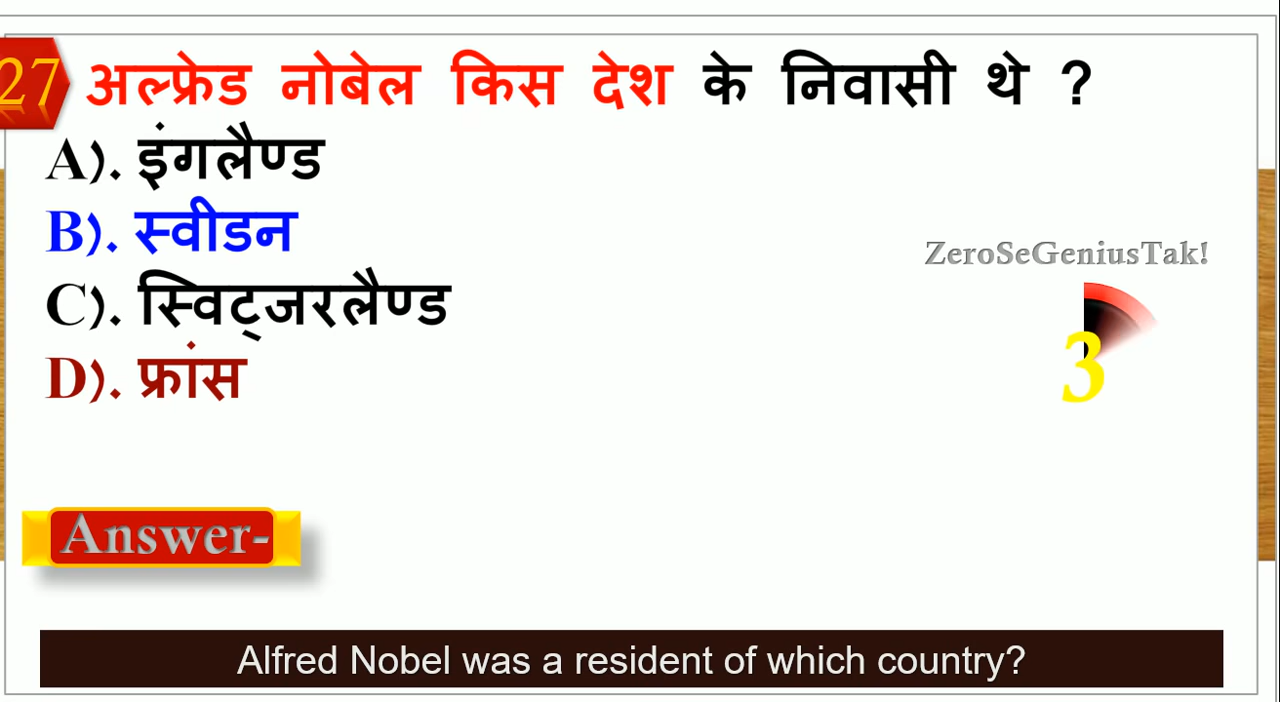 27 अल्फ्रेड नोबेल किस देश के निवासी थे ?
A). इंगलैण्ड
B). स्वीडन
C). स्विट्जरलैण्ड
D). फ्रांस
ZeroSeGeniusTak!
3
Answer-
Alfred Nobel was a resident of which country?